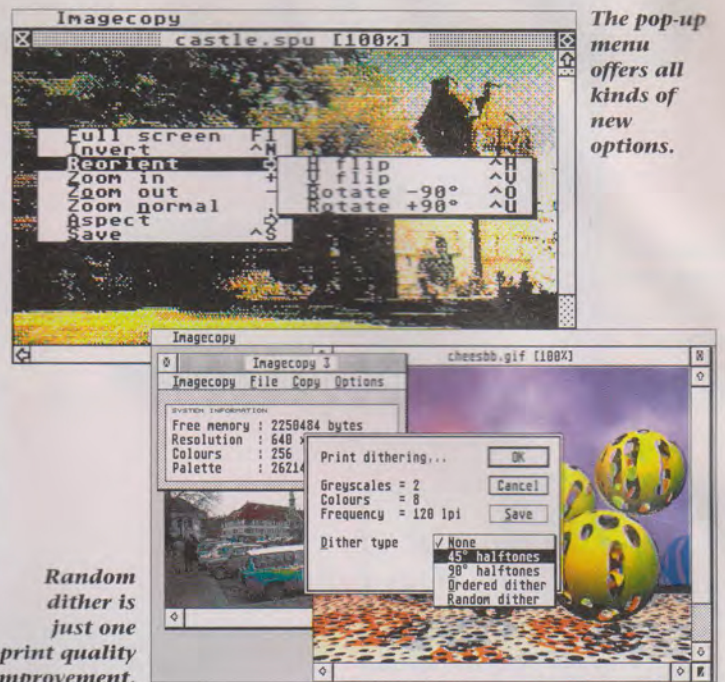 Imagecopy
castle.spu [100%]
Full screen F1
Invert ^N
Reorient
Zoom in +
Zoom out -
Zoom normal .
Aspect
Save ^S
H flip ^H
V flip ^V
Rotate -90° ^O
Rotate +90° ^U
The pop-up
menu
offers all
kinds of
new
options.
Imagecopy
Imagecopy 3
Imagecopy File Copy Options
SYSTEM INFORMATION
Free memory : 2250484 bytes
Resolution : 640 x
Colours : 256
Palette : 26214
cheesbb.gif [100%]
Print dithering...
OK
Greyscales = 2
Cancel
Colours = 8
Frequency = 120 lpi
Save
Dither type
✓ None
45° halftones
90° halftones
Ordered dither
Random dither
Random
dither is
just one
print quality
improvement.